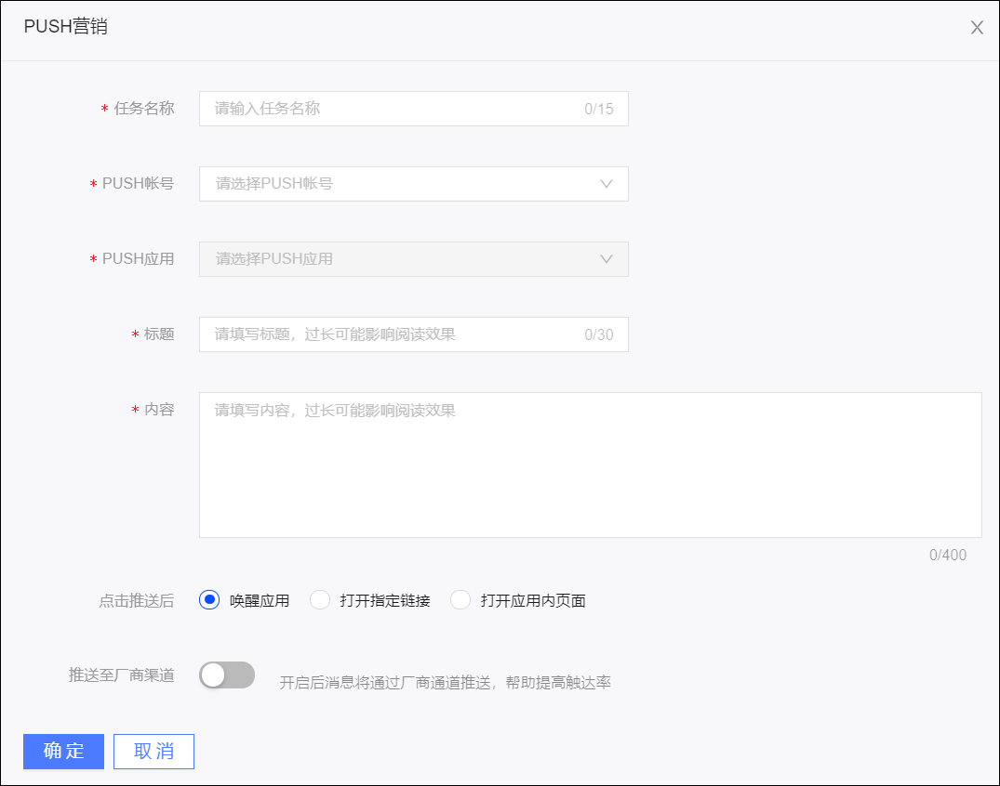 PUSH营销
* 任务名称 请输入任务名称 0/15
* PUSH帐号 请选择PUSH帐号
* PUSH应用 请选择PUSH应用
* 标题 请填写标题，过长可能影响阅读效果 0/30
* 内容 请填写内容，过长可能影响阅读效果
0/400
点击推送后 唤醒应用 打开指定链接 打开应用内页面
推送至厂商渠道 开启后消息将通过厂商通道推送，帮助提高触达率
确定 取消